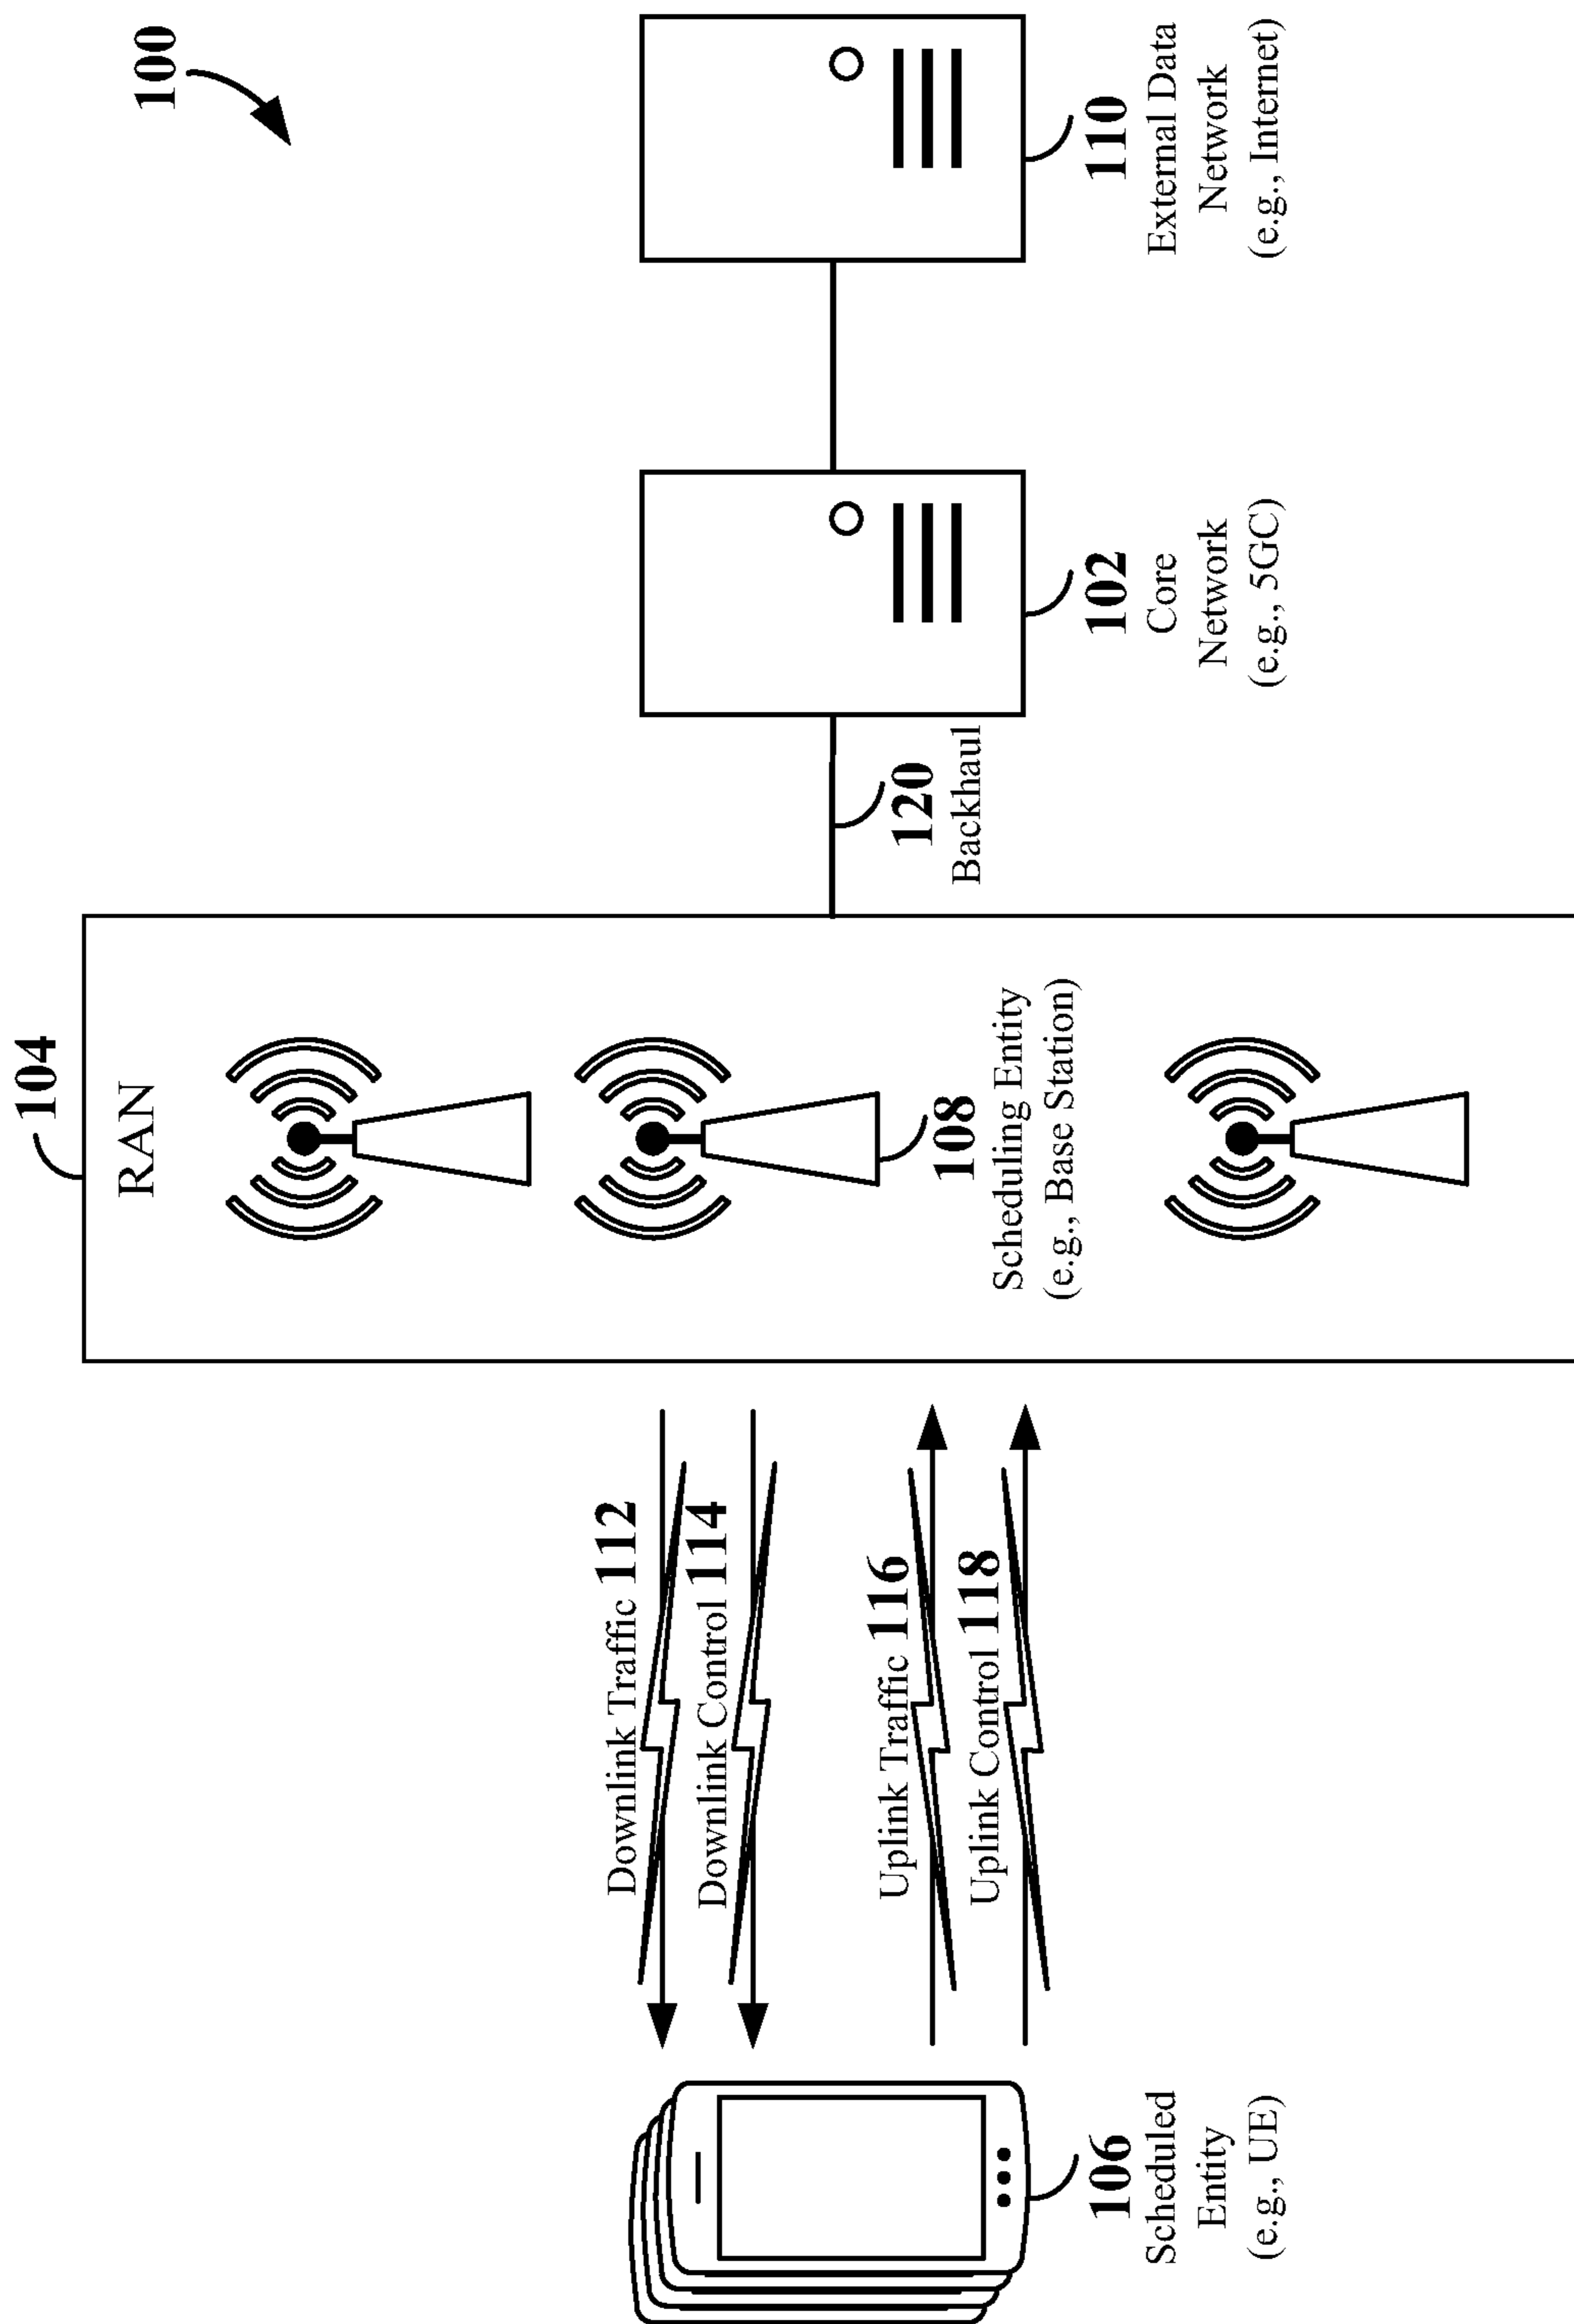 100
104
RAN
Downlink Traffic 112
Downlink Control 114
Uplink Traffic 116
Uplink Control 118
108
Scheduling Entity
(e.g., Base Station)
120
Backhaul
106
Scheduled
Entity
(e.g., UE)
102
Core
Network
(e.g., 5GC)
110
External Data
Network
(e.g., Internet)